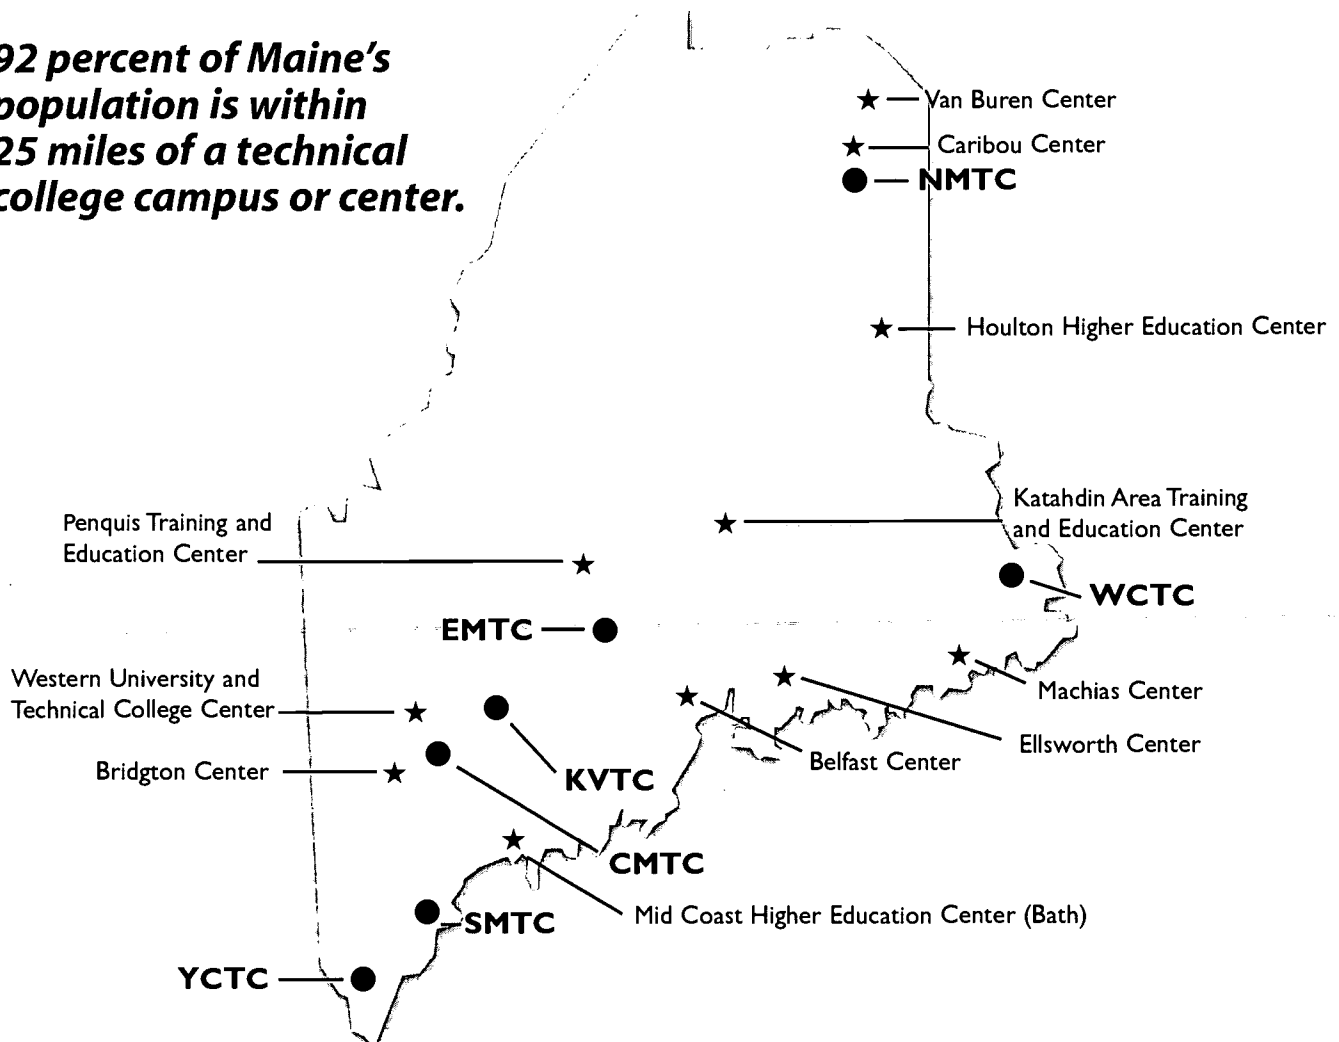 92 percent of Maine's
population is within
25 miles of a technical
college campus or center.
Van Buren Center
Caribou Center
NMTC
Houlton Higher Education Center
Katahdin Area Training
and Education Center
Penquis Training and
Education Center
WCTC
EMTC
Western University and
Technical College Center
Machias Center
Ellsworth Center
Belfast Center
Bridgton Center
KVTC
CMTC
Mid Coast Higher Education Center (Bath)
SMTC
YCTC